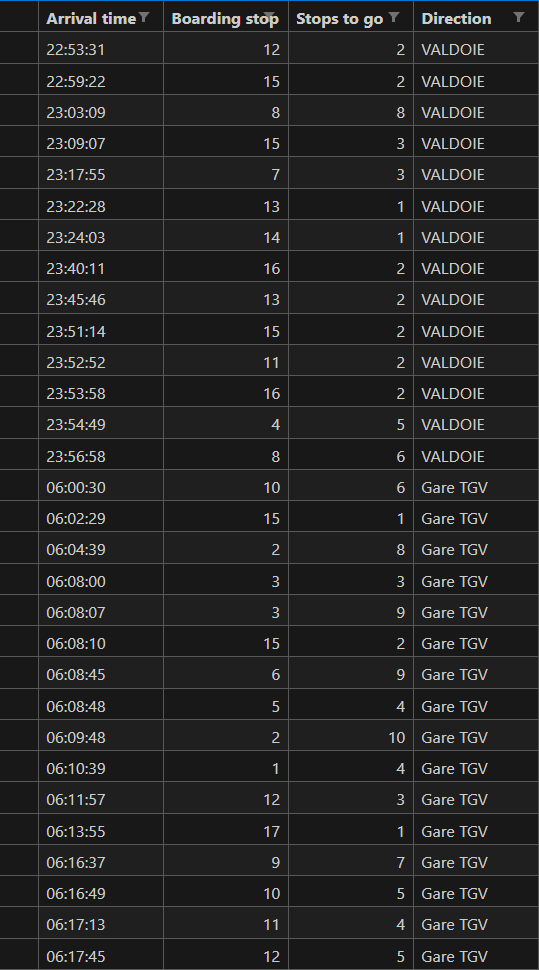 Arrival time Boarding stop Stops to go Direction
22:53:31 12 2 VALDOIE
22:59:22 15 2 VALDOIE
23:03:09 8 8 VALDOIE
23:09:07 15 3 VALDOIE
23:17:55 7 3 VALDOIE
23:22:28 13 1 VALDOIE
23:24:03 14 1 VALDOIE
23:40:11 16 2 VALDOIE
23:45:46 13 2 VALDOIE
23:51:14 15 2 VALDOIE
23:52:52 11 2 VALDOIE
23:53:58 16 2 VALDOIE
23:54:49 4 5 VALDOIE
23:56:58 8 6 VALDOIE
06:00:30 10 6 Gare TGV
06:02:29 15 1 Gare TGV
06:04:39 2 8 Gare TGV
06:08:00 3 3 Gare TGV
06:08:07 3 9 Gare TGV
06:08:10 15 2 Gare TGV
06:08:45 6 9 Gare TGV
06:08:48 5 4 Gare TGV
06:09:48 2 10 Gare TGV
06:10:39 1 4 Gare TGV
06:11:57 12 3 Gare TGV
06:13:55 17 1 Gare TGV
06:16:37 9 7 Gare TGV
06:16:49 10 5 Gare TGV
06:17:13 11 4 Gare TGV
06:17:45 12 5 Gare TGV